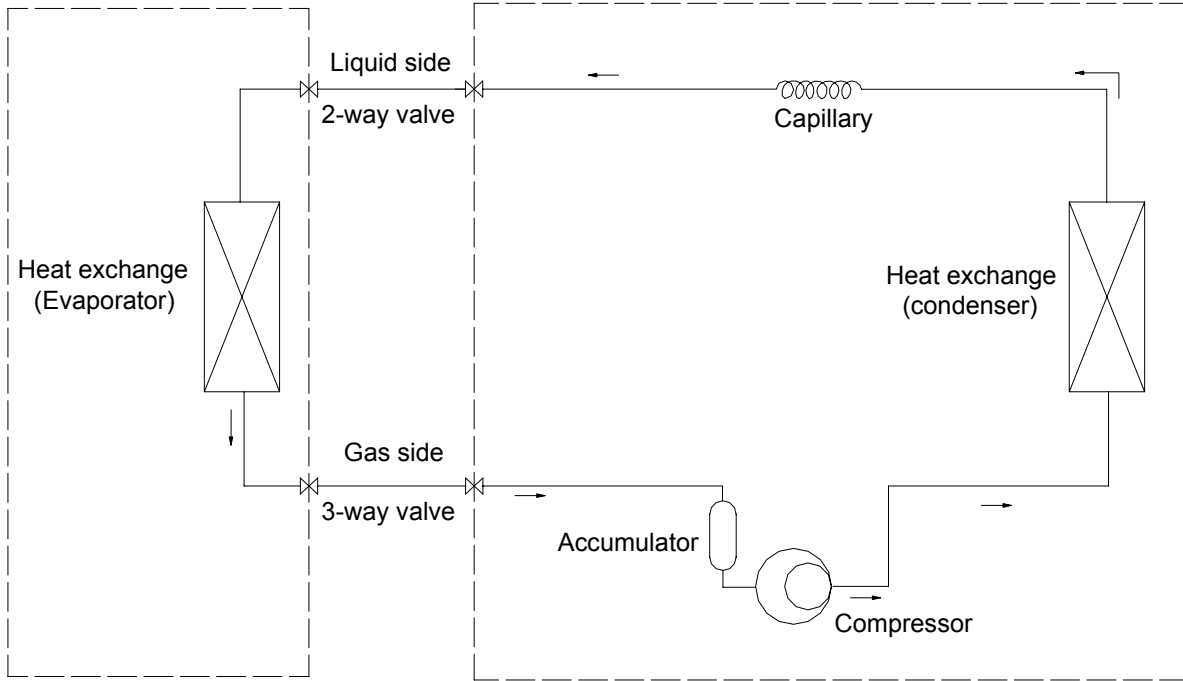 Liquid side
2-way valve
Capillary
Heat exchange
(Evaporator)
Heat exchange
(condenser)
Gas side
3-way valve
Accumulator
Compressor